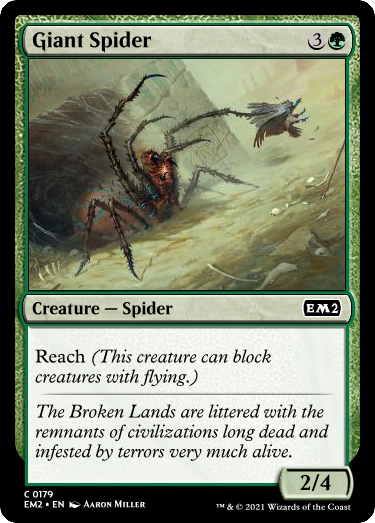 Giant Spider 3
Creature — Spider EM2
Reach (This creature can block
creatures with flying.)
The Broken Lands are littered with the
remnants of civilizations long dead and
infested by terrors very much alive.
2/4
C 0179
EM2 • EN Aaron Miller ™ & © 2021 Wizards of the Coast